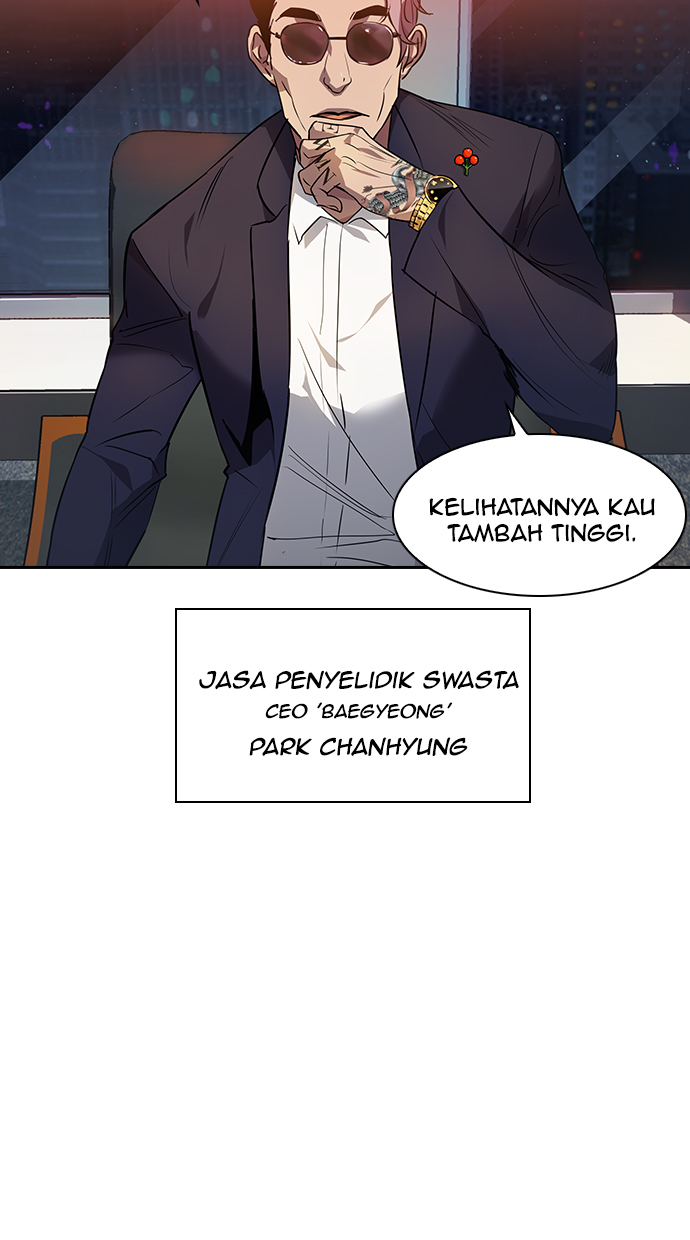 KELIHATANNYA KAU
TAMBAH TINGGI.
JASA PENYELIDIK SWASTA
CEO 'BAEGYEONG'
PARK CHANHYUNG